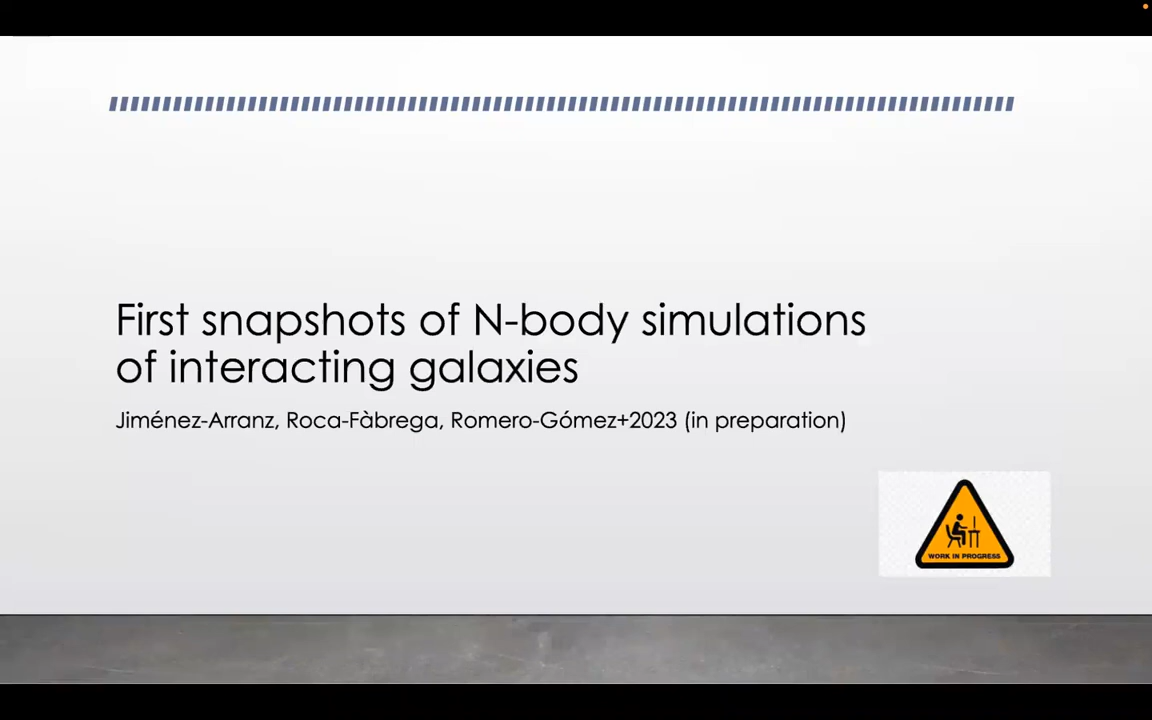 First snapshots of N-body simulations
of interacting galaxies
Jiménez-Arranz, Roca-Fàbrega, Romero-Gómez+2023 (in preparation)
WORK IN PROGRESS